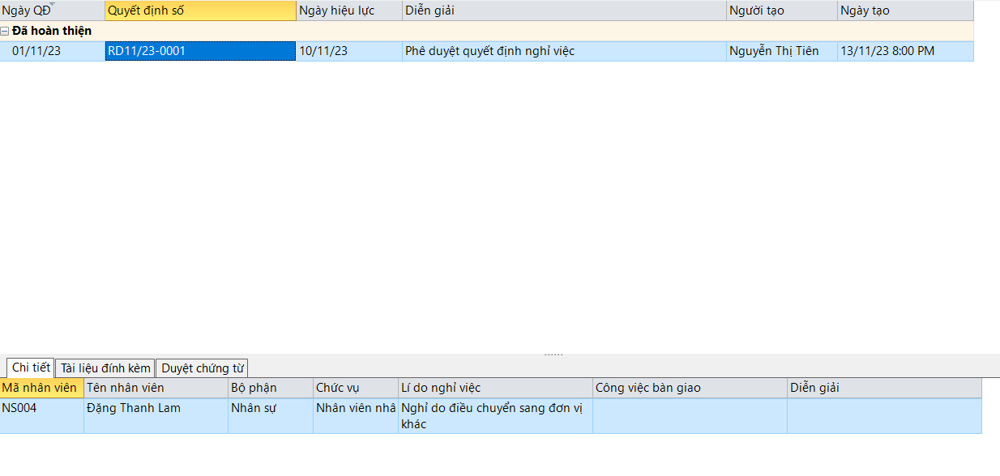 Ngày QĐ Quyết định số Ngày hiệu lực Diễn giải Người tạo Ngày tạo
Đã hoàn thiện
01/11/23 RD11/23-0001 10/11/23 Phê duyệt quyết định nghỉ việc Nguyễn Thị Tiên 13/11/23 8:00 PM
Chi tiết Tài liệu đính kèm Duyệt chứng từ
Mã nhân viên Tên nhân viên Bộ phận Chức vụ Lí do nghỉ việc Công việc bàn giao Diễn giải
NS004 Đặng Thanh Lam Nhân sự Nhân viên nhâ Nghỉ do điều chuyển sang đơn vị
khác